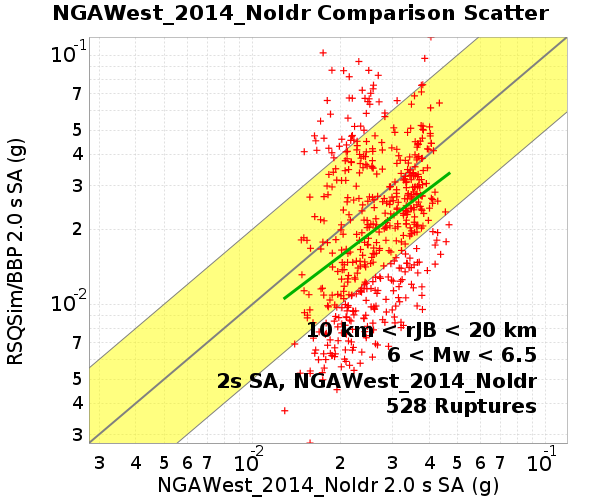 NGAWest_2014_NoIdr Comparison Scatter
RSQSim/BBP 2.0 s SA (g)
10-1
7
5
4
3
2
10-2
7
5
4
3
10 km < rJB < 20 km
6 < Mw < 6.5
2s SA, NGAWest_2014_NoIdr
528 Ruptures
3 4 5 6 7 10-2 2 3 4 5 6 7 10-1
NGAWest_2014_NoIdr 2.0 s SA (g)